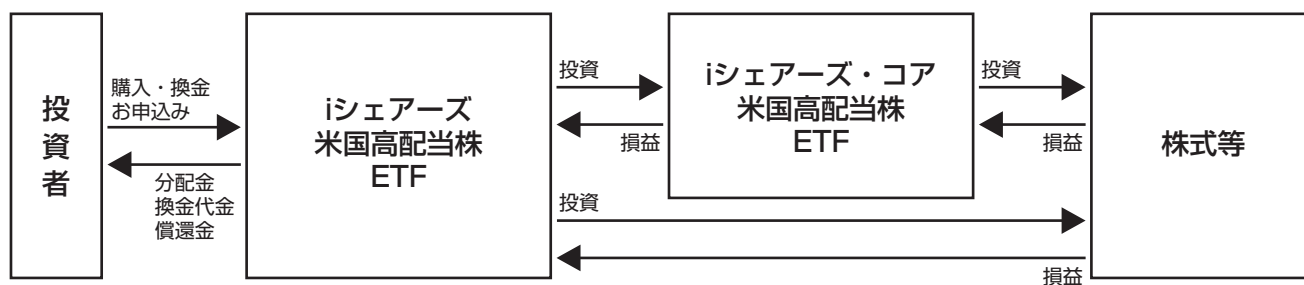 投資者
購入・換金
お申込み
分配金
換金代金
償還金
iシェアーズ
米国高配当株
ETF
投資
損益
iシェアーズ・コア
米国高配当株
ETF
投資
損益
投資
損益
株式等